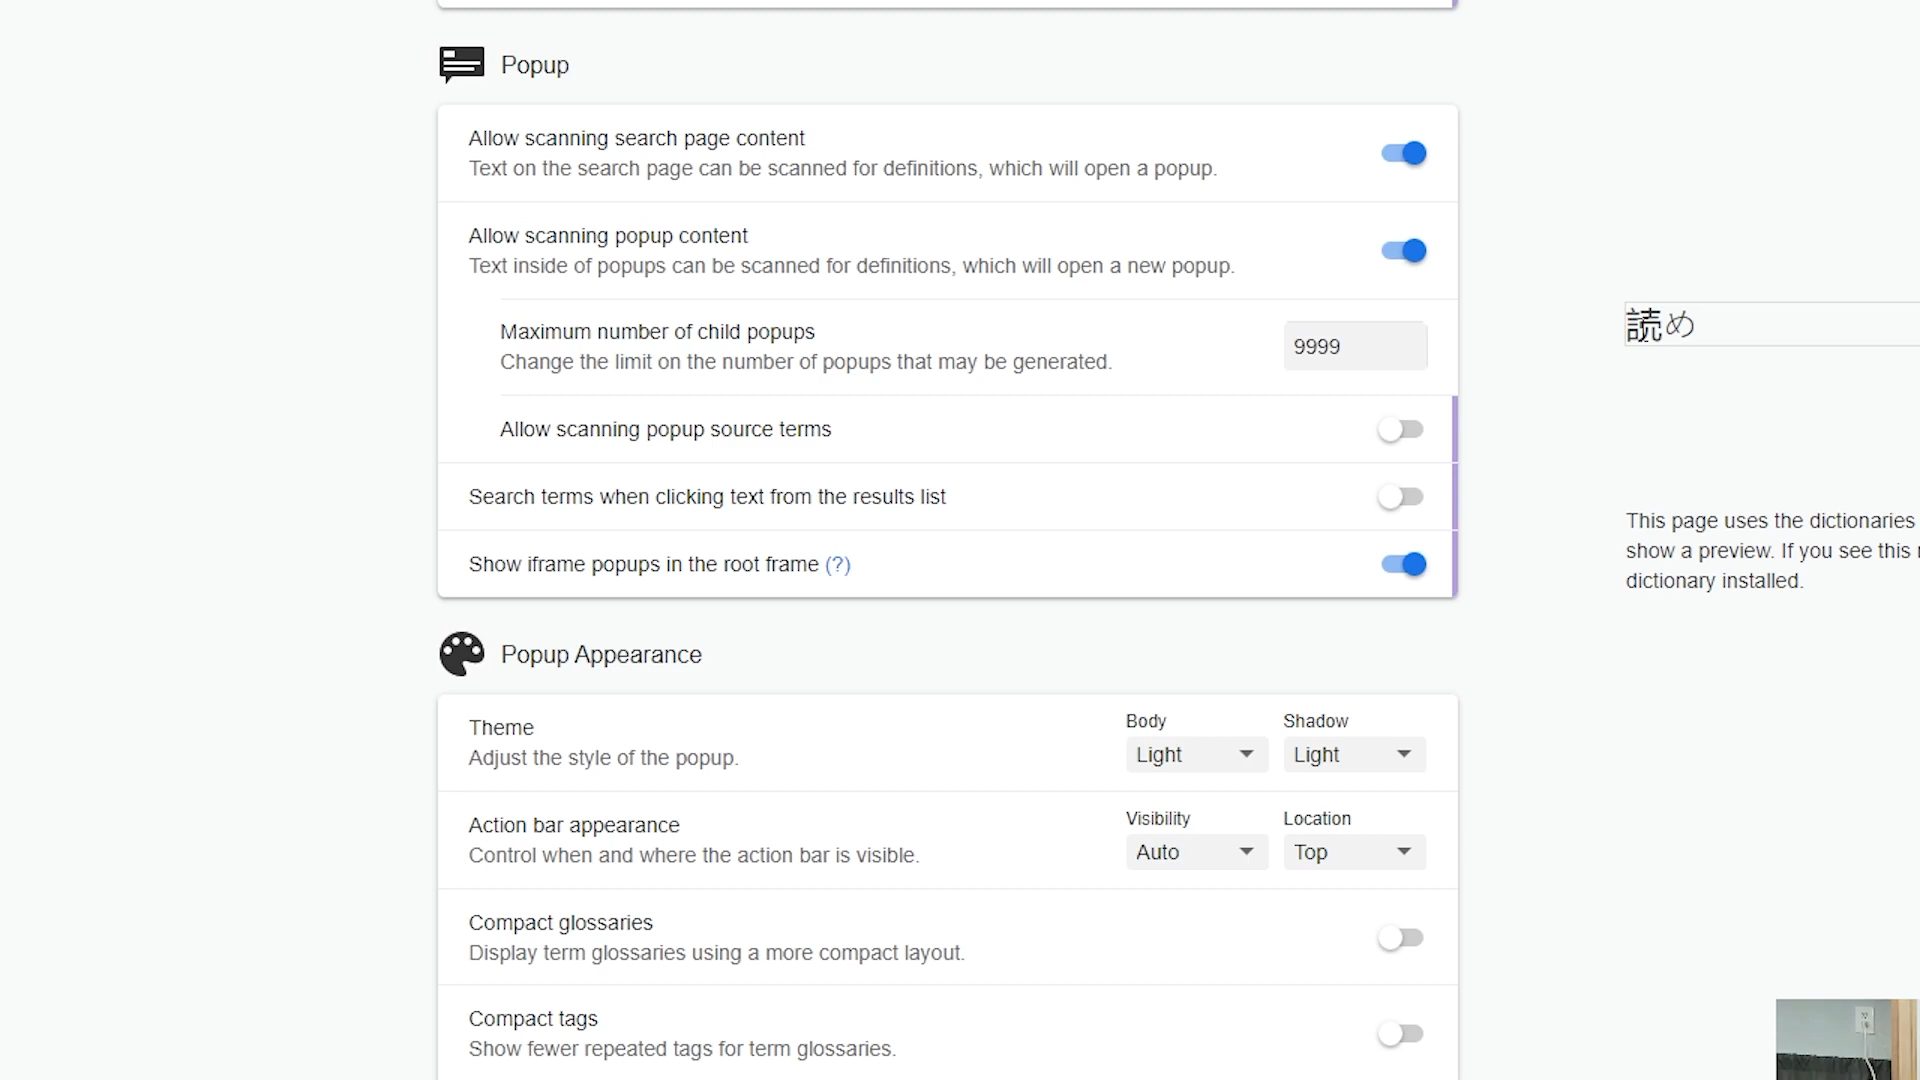 Popup
Allow scanning search page content
Text on the search page can be scanned for definitions, which will open a popup.
Allow scanning popup content
Text inside of popups can be scanned for definitions, which will open a new popup.
Maximum number of child popups
Change the limit on the number of popups that may be generated.
9999
Allow scanning popup source terms
Search terms when clicking text from the results list
Show iframe popups in the root frame (?)
Popup Appearance
Theme
Adjust the style of the popup.
Body
Light
Shadow
Light
Action bar appearance
Control when and where the action bar is visible.
Visibility
Auto
Location
Top
Compact glossaries
Display term glossaries using a more compact layout.
Compact tags
Show fewer repeated tags for term glossaries.
読め
This page uses the dictionaries
show a preview. If you see this
dictionary installed.